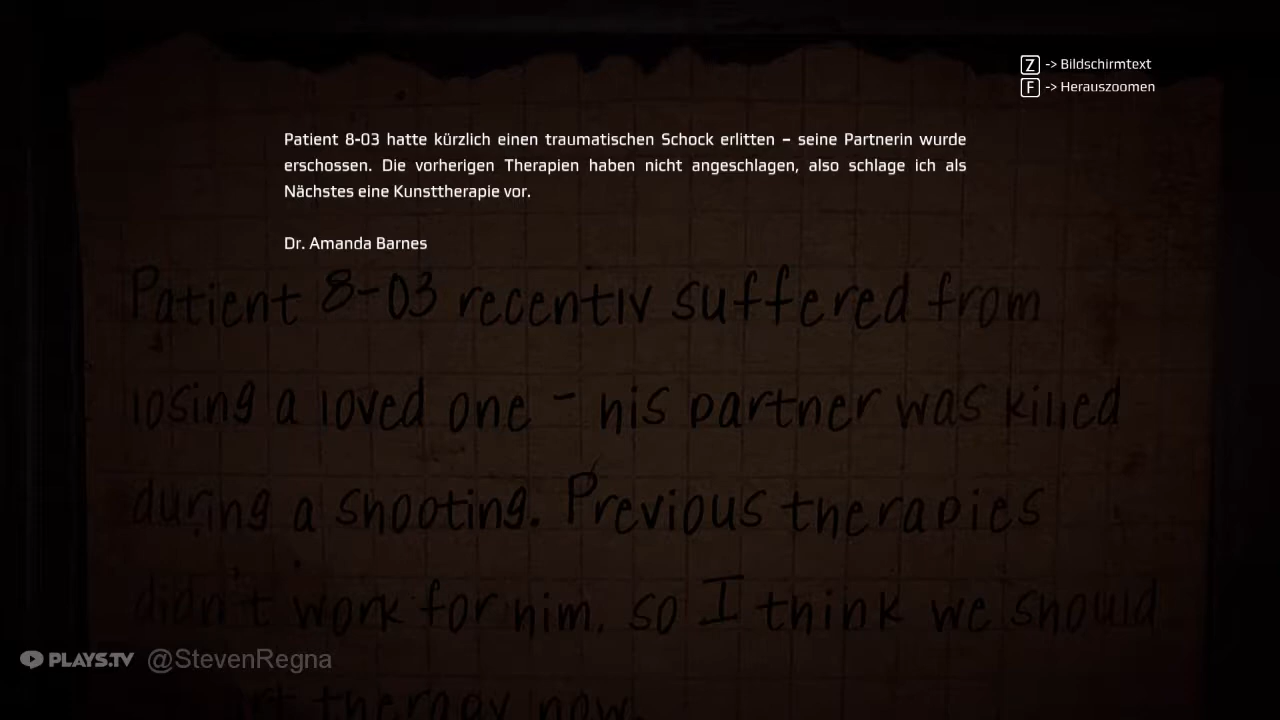 Z -> Bildschirmtext
F -> Herauszoomen
Patient 8-03 hatte kürzlich einen traumatischen Schock erlitten – seine Partnerin wurde
erschossen. Die vorherigen Therapien haben nicht angeschlagen, also schlage ich als
Nächstes eine Kunsttherapie vor.
Dr. Amanda Barnes
Patient 8-03 recently suffered from
losing a loved one - his partner was killed
during a shooting. Previous therapies
didn't work for him. so I think we should
art therapy now.
PLAYS.TV @StevenRegna